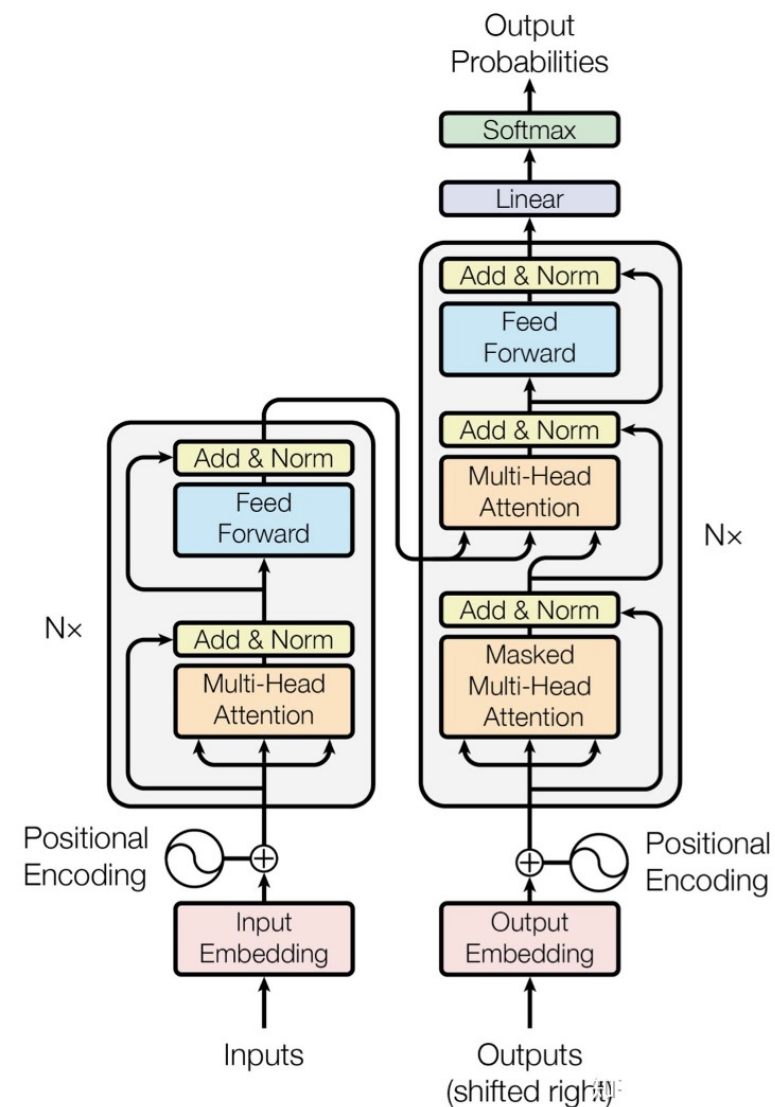 Output
Probabilities
Softmax
Linear
Add & Norm
Feed
Forward
Add & Norm
Multi-Head
Attention
N×
Add & Norm
Masked
Multi-Head
Attention
Add & Norm
Feed
Forward
N×
Add & Norm
Multi-Head
Attention
Positional
Encoding
Positional
Encoding
Input
Embedding
Output
Embedding
Inputs
Outputs
(shifted right)